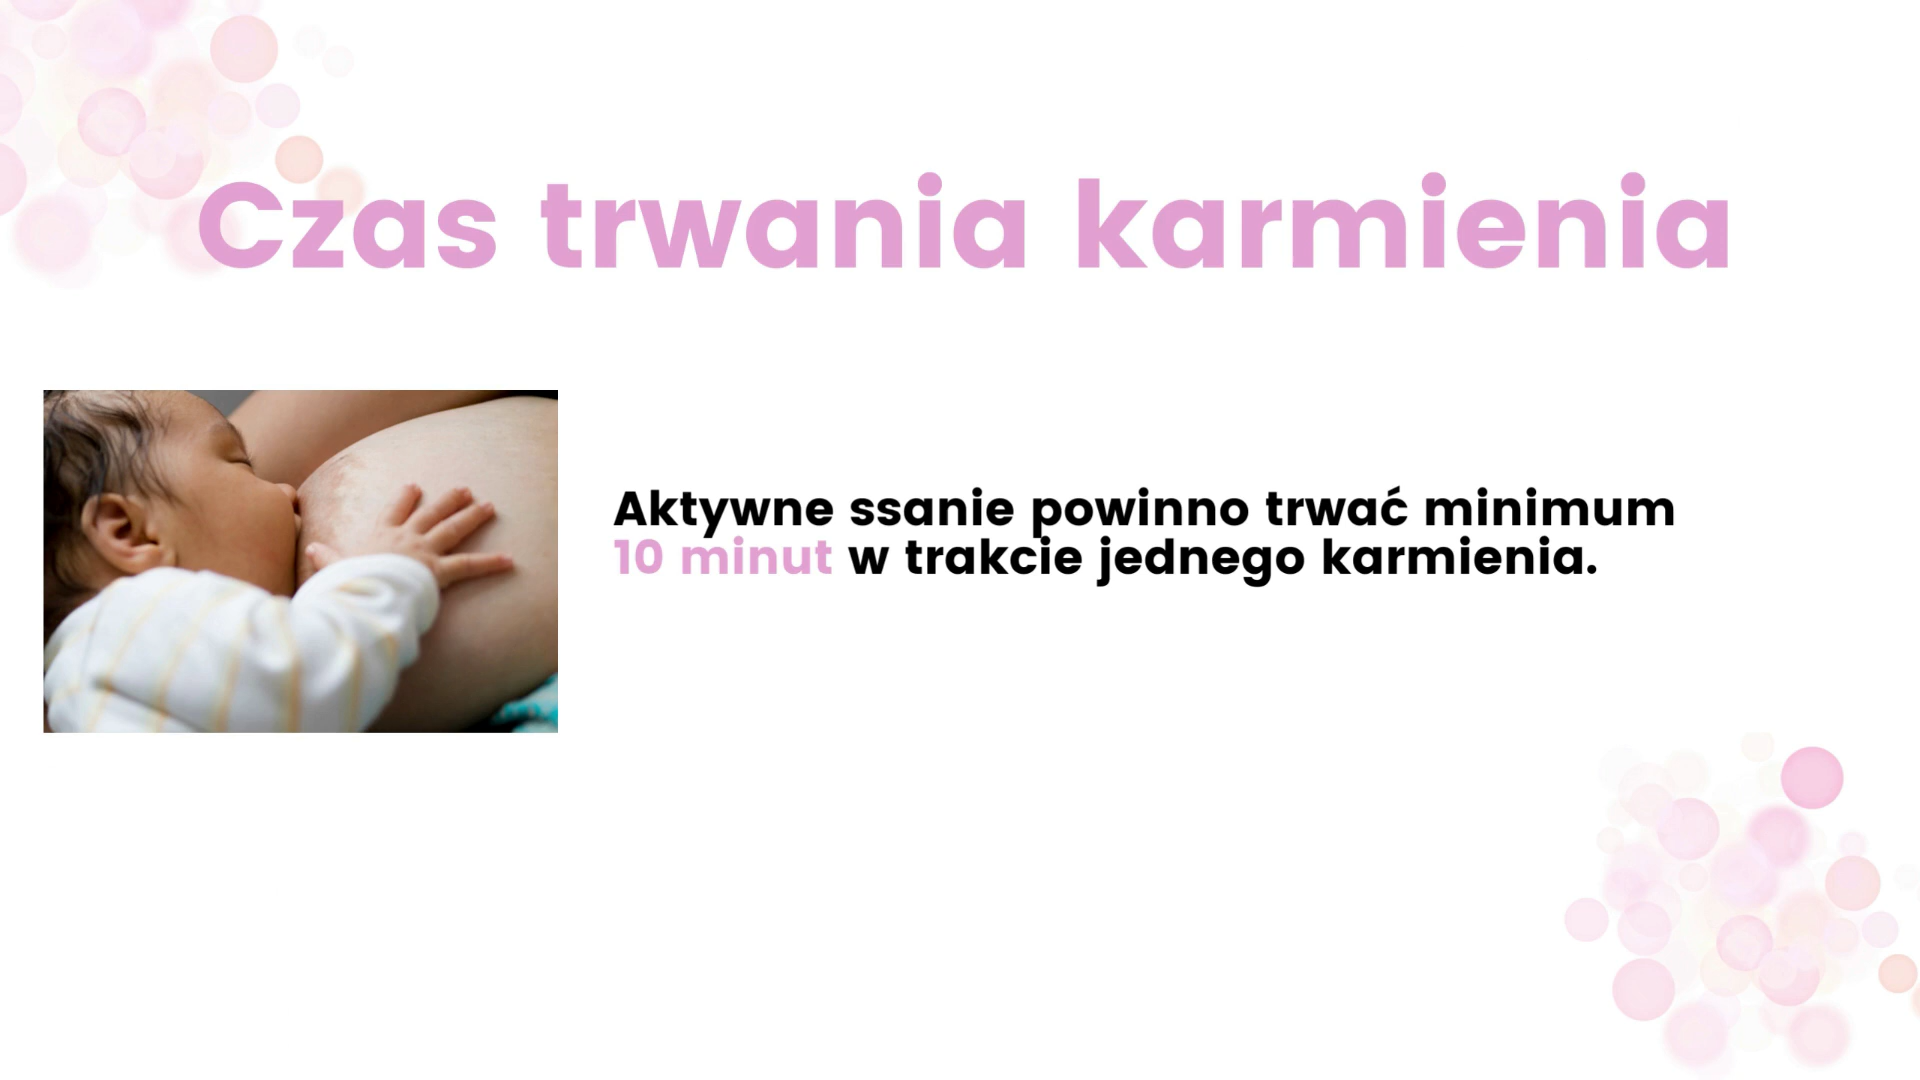 Czas trwania karmienia
Aktywne ssanie powinno trwać minimum
10 minut w trakcie jednego karmienia.